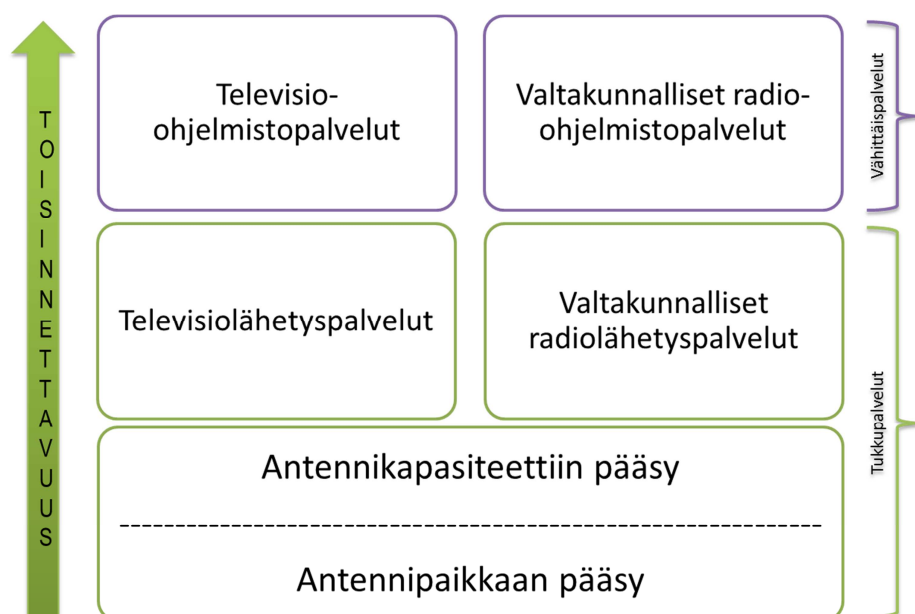 TOISINNETTAVUUS
Televisio-
ohjelmistopalvelut
Valtakunnalliset radio-
ohjelmistopalvelut
Vähittäispalvelut
Televisiolähetyspalvelut
Valtakunnalliset
radiolähetyspalvelut
Tukkupalvelut
Antennikapasiteettiin pääsy
Antennipaikkaan pääsy